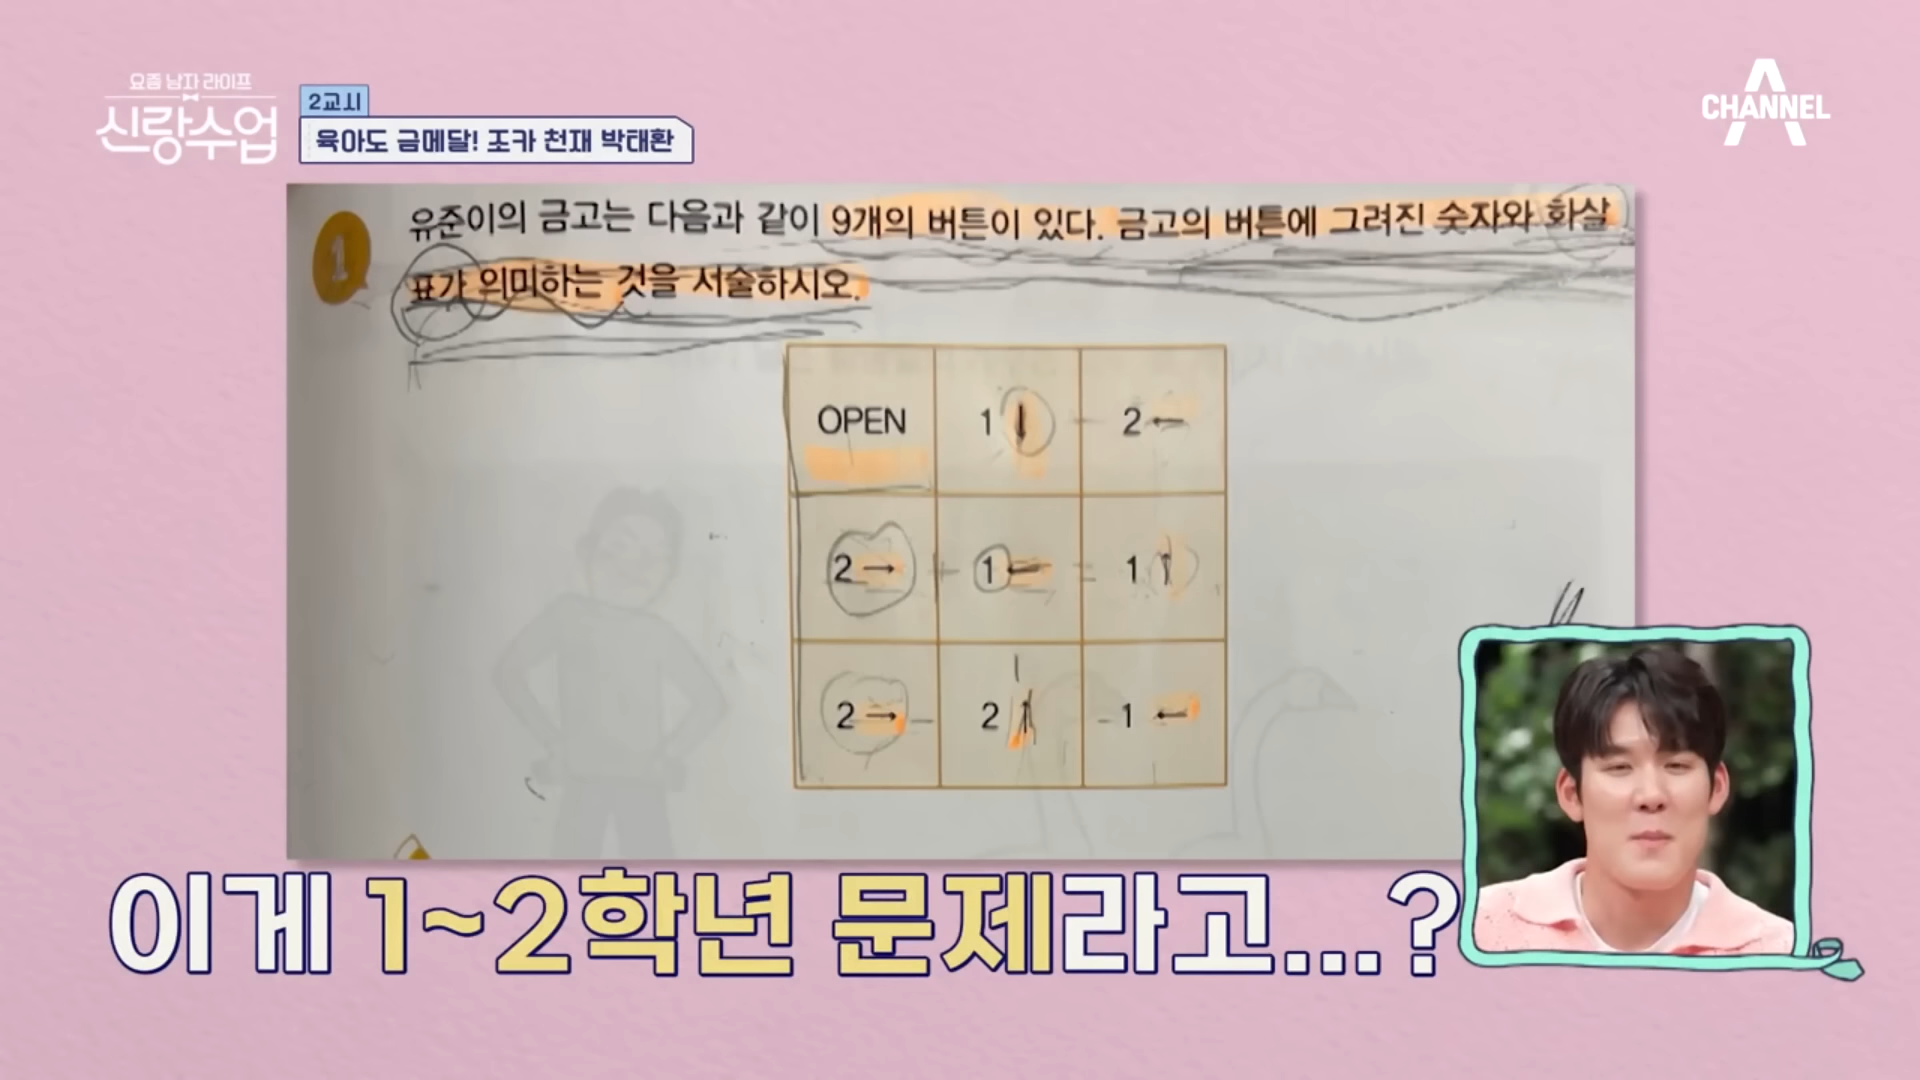 요즘 남자 라이프
신랑수업
2교시
육아도 금메달! 조카 천재 박태환
CHANNEL A
1
유준이의 금고는 다음과 같이 9개의 버튼이 있다. 금고의 버튼에 그려진 숫자와 화살
표가 의미하는 것을 서술하시오.
OPEN 1 ↓ 2 ←
2 → 1 ← 1 ↑
2 → 2 ↑ 1 ←
이게 1~2학년 문제라고...?